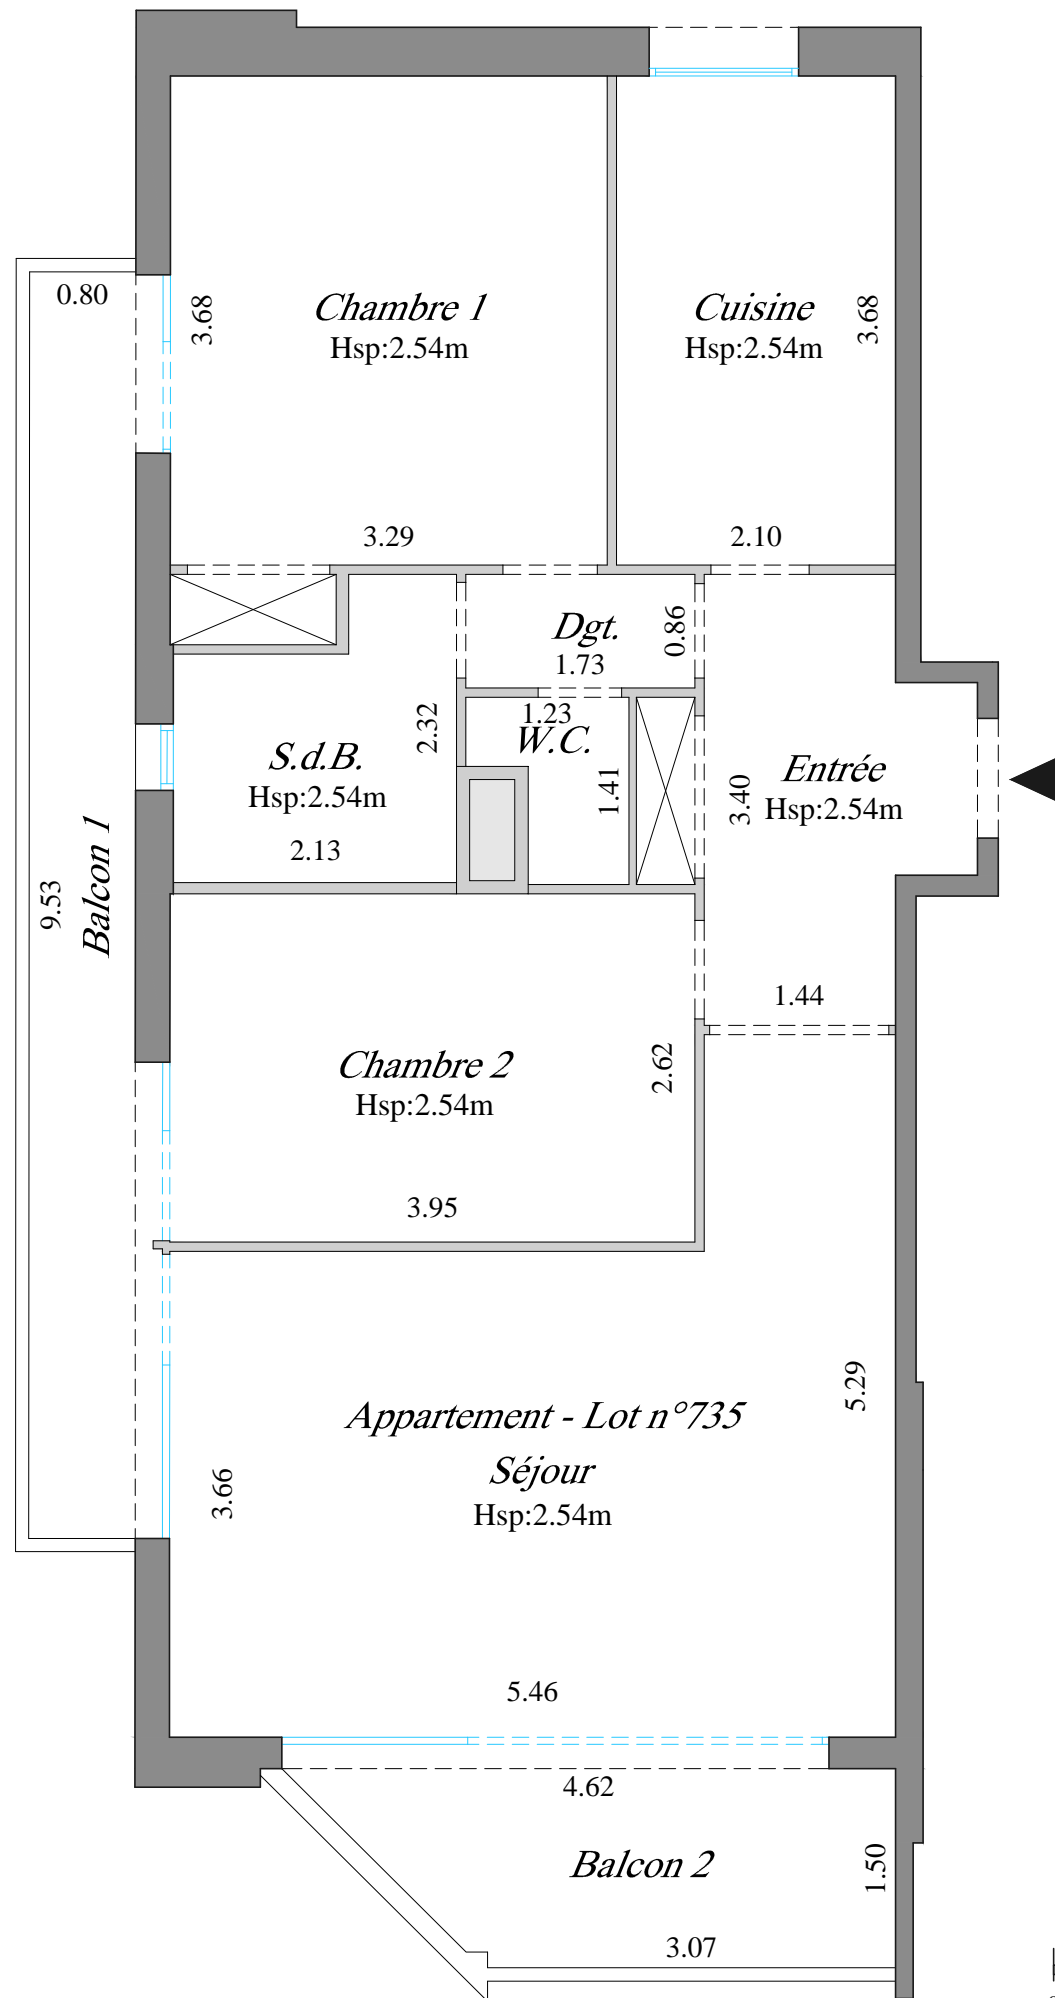 0.80
3.68
Chambre 1
Hsp:2.54m
Cuisine
Hsp:2.54m
3.68
3.29
2.10
Dgt.
1.73
0.86
1.23
W.C.
1.41
2.32
S.d.B.
Hsp:2.54m
2.13
3.40
Entrée
Hsp:2.54m
Balcon 1
9.53
1.44
Chambre 2
Hsp:2.54m
2.62
3.95
5.29
Appartement - Lot n°735
Séjour
Hsp:2.54m
3.66
5.46
4.62
Balcon 2
1.50
3.07